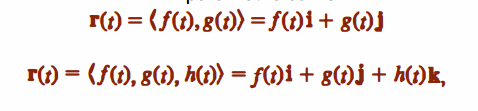 r(t) = ⟨f(t), g(t)⟩ = f(t)i + g(t)j
r(t) = ⟨f(t), g(t), h(t)⟩ = f(t)i + g(t)j + h(t)k,